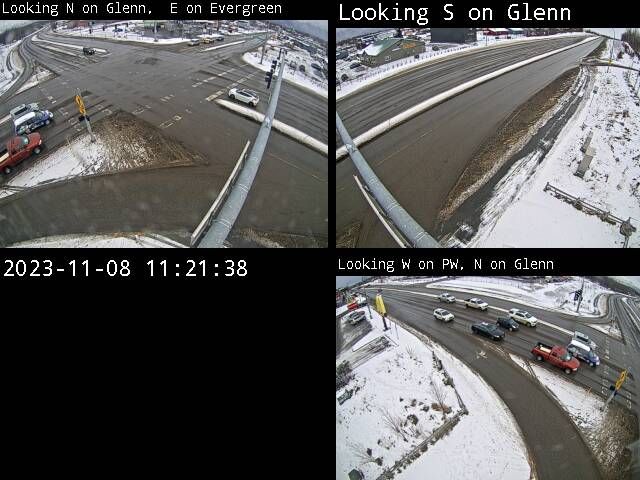 Looking N on Glenn, E on Evergreen
Looking S on Glenn
2023-11-08 11:21:38
Looking W on PW, N on Glenn